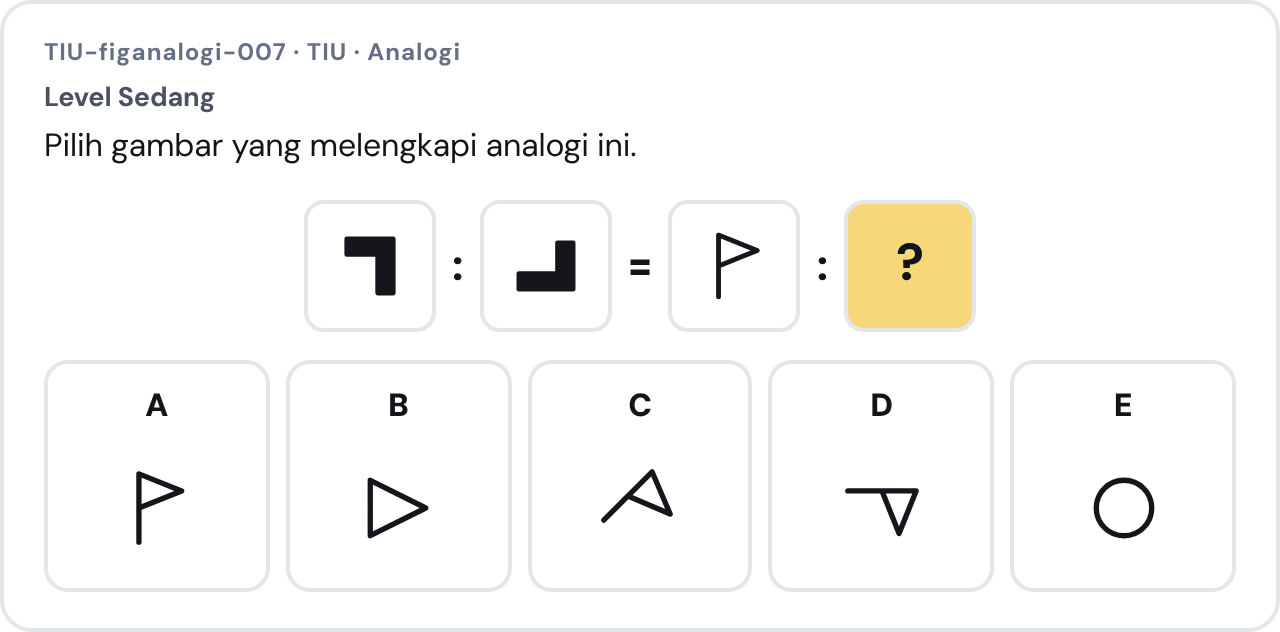 TIU-figanalogi-007 · TIU · Analogi
Level Sedang
Pilih gambar yang melengkapi analogi ini.
: = : ?
A B C D E